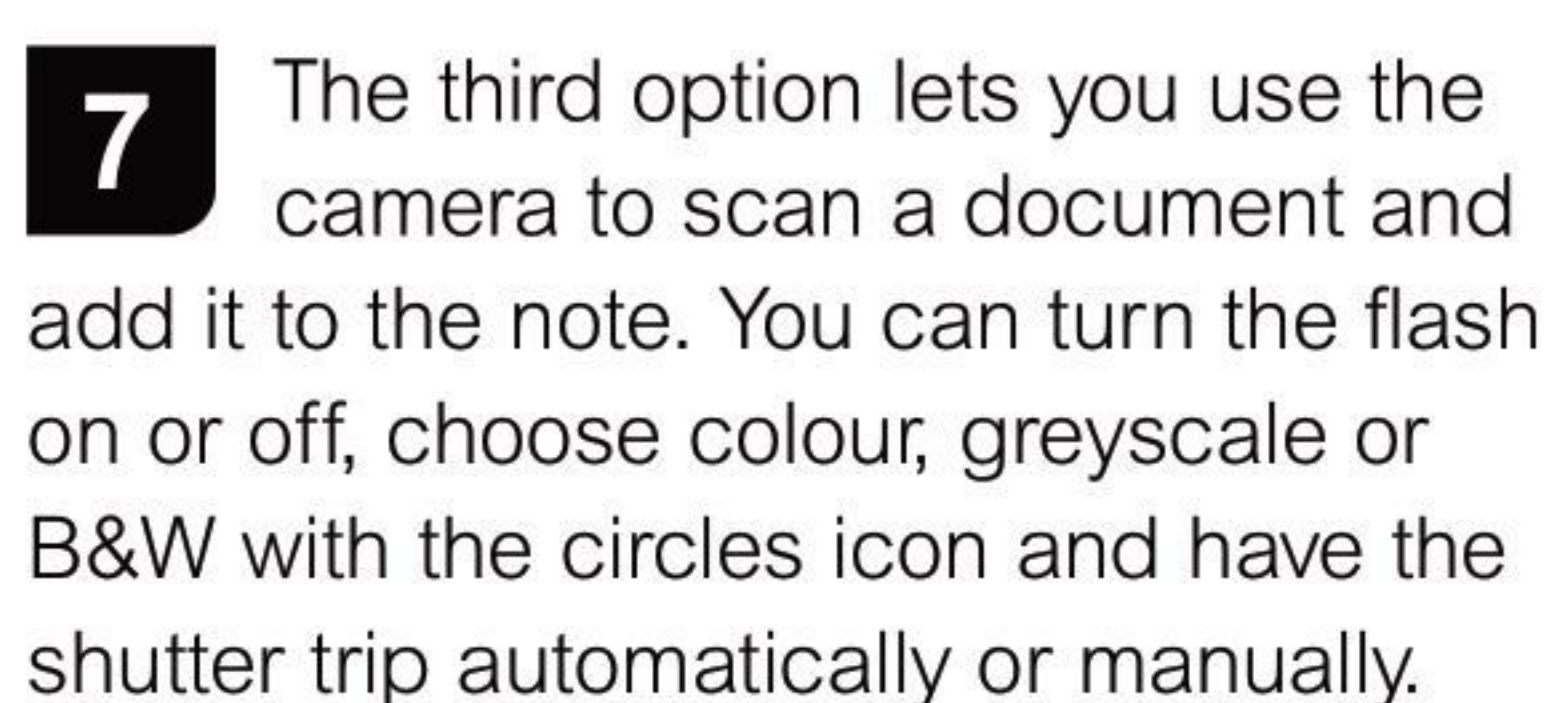 7 The third option lets you use the
camera to scan a document and
add it to the note. You can turn the flash
on or off, choose colour, greyscale or
B&W with the circles icon and have the
shutter trip automatically or manually.